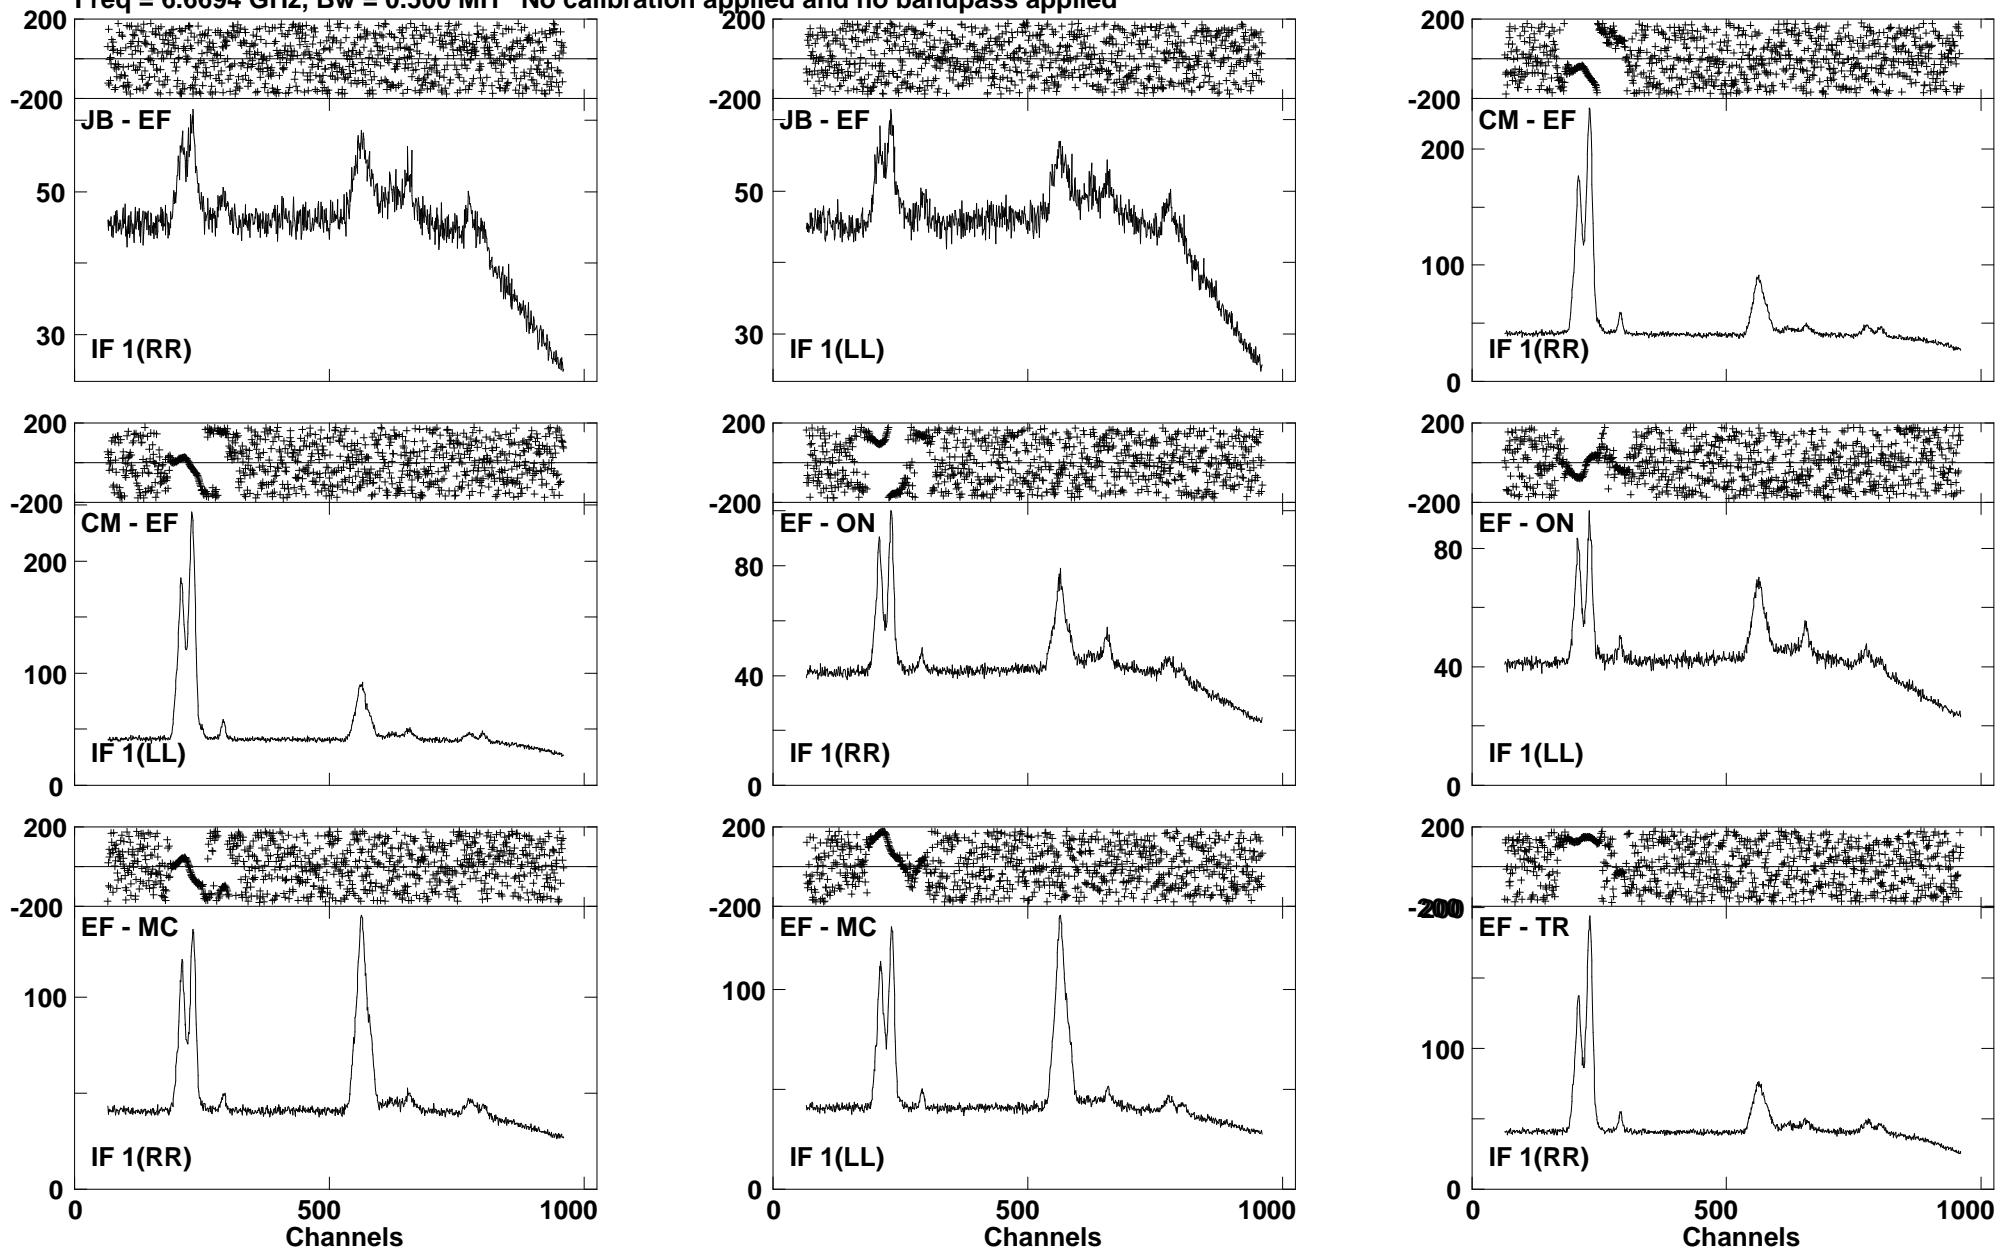 Freq = 6.6694 GHz, Bw = 0.500 MH No calibration applied and no bandpass applied
200
-200
JB - EF
50
30
IF 1(RR)
200
-200
JB - EF
50
30
IF 1(LL)
200
-200
CM - EF
200
100
0
IF 1(RR)
200
-200
CM - EF
200
100
0
IF 1(LL)
200
-200
EF - ON
80
40
0
IF 1(RR)
200
-200
EF - ON
80
40
0
IF 1(LL)
200
-200
EF - MC
100
0
IF 1(RR)
0 500 1000
Channels
200
-200
EF - MC
100
0
IF 1(LL)
0 500 1000
Channels
200
-200
200
EF - TR
100
0
IF 1(RR)
0 500 1000
Channels